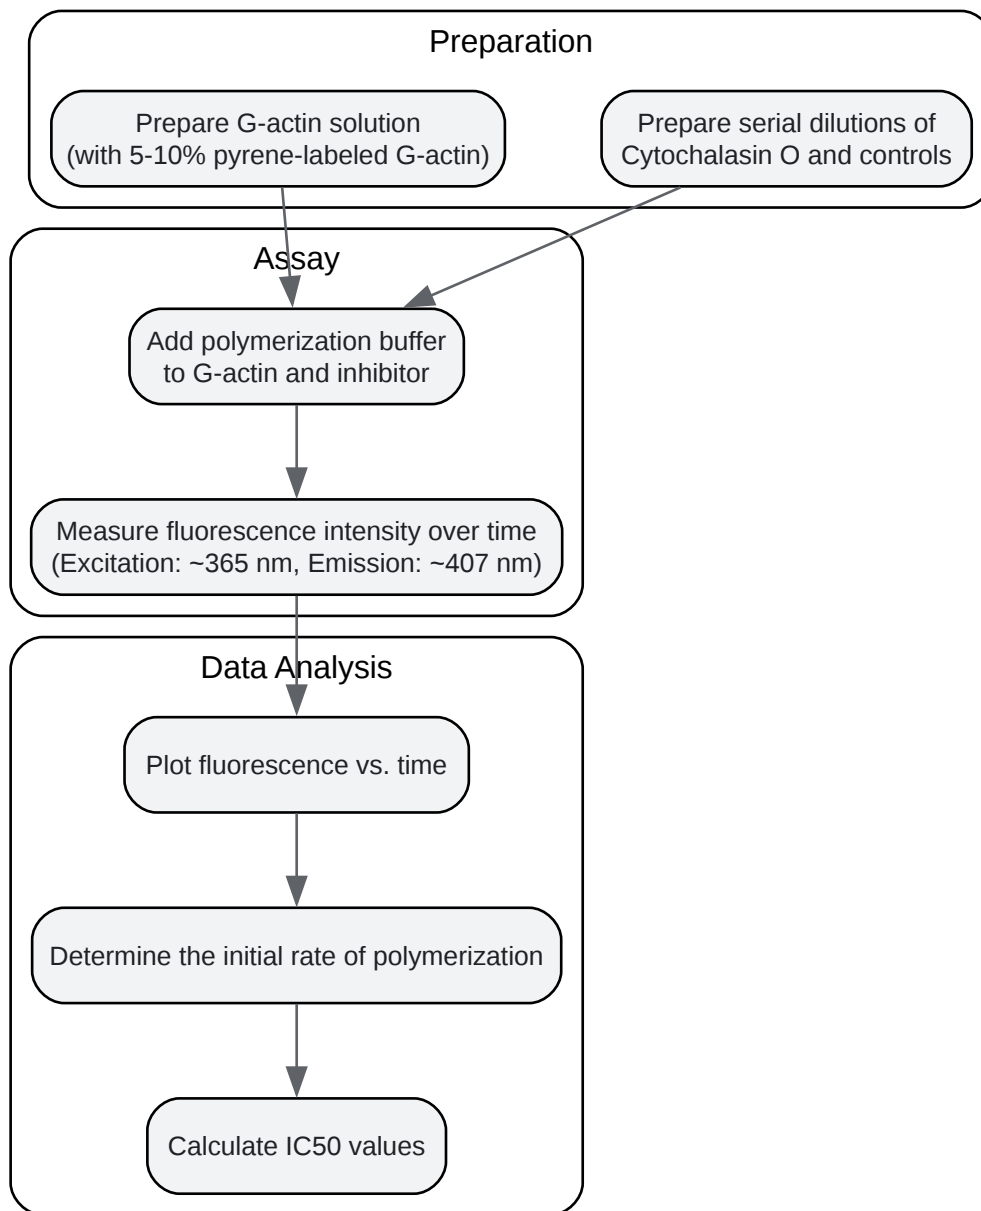 Preparation
Prepare G-actin solution
(with 5-10% pyrene-labeled G-actin)
Prepare serial dilutions of
Cytochalasin O and controls
Assay
Add polymerization buffer
to G-actin and inhibitor
Measure fluorescence intensity over time
(Excitation: ~365 nm, Emission: ~407 nm)
Data Analysis
Plot fluorescence vs. time
Determine the initial rate of polymerization
Calculate IC50 values